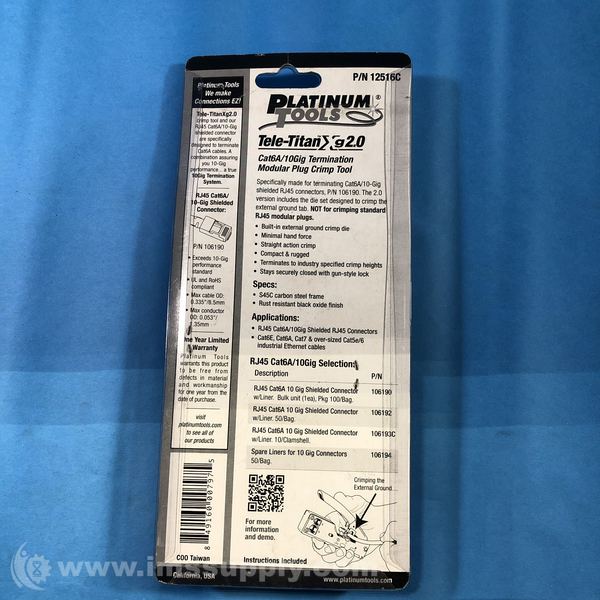 P/N 12516C
Platinum Tools
We make
Connections EZ!
Tele-TitanXg2.0
crimp tool and our
RJ45 Cat6A/10-Gig
shielded connector
are specifically
designed to terminate
Cat6A cables. A
combination assuring
you 10-Gig
performance... a true
"10Gig Termination
System.
RJ45 Cat6A/
10-Gig Shielded
Connector:
P/N 106190
• Exceeds 10-Gig
performance
standard
• UL and RoHS
compliant
• Max cable OD:
0.335"/8.5mm
• Max conductor
OD: 0.053"/
.35mm
One Year Limited
Warranty
Platinum Tools
warrants this product
to be free from
defects in material
and workmanship
for one year from the
date of purchase.
visit
platinumtools.com
to see all of
our products
8 49160 00797 5
COO Taiwan
California, USA
PLATINUM
TOOLS®
Tele-Titan Xg2.0
Cat6A/10Gig Termination
Modular Plug Crimp Tool
Specifically made for terminating Cat6A/10-Gig
shielded RJ45 connectors, P/N 106190. The 2.0
version includes the die set designed to crimp the
external ground tab. NOT for crimping standard
RJ45 modular plugs.
• Built-in external ground crimp die
• Minimal hand force
• Straight action crimp
• Compact & rugged
• Terminates to industry specified crimp heights
• Stays securely closed with gun-style lock
Specs:
• S45C carbon steel frame
• Rust resistant black oxide finish
Applications:
• RJ45 Cat6A/10Gig Shielded RJ45 Connectors
• Cat6E, Cat6A, Cat7 & over-sized Cat5e/6
industrial Ethernet cables
RJ45 Cat6A/10Gig Selections
Description P/N
RJ45 Cat6A 10 Gig Shielded Connector 106190
w/Liner. Bulk unit (1ea), Pkg 100/Bag.
RJ45 Cat6A 10 Gig Shielded Connector 106192
w/Liner. 50/Bag.
RJ45 Cat6A 10 Gig Shielded Connector 106193C
w/Liner. 10/Clamshell.
Spare Liners for 10 Gig Connectors 106194
50/Bag.
For more
information
and demo.
Crimping the
External Ground
Instructions Included
www.platinumtools.com
www.imssupply.com